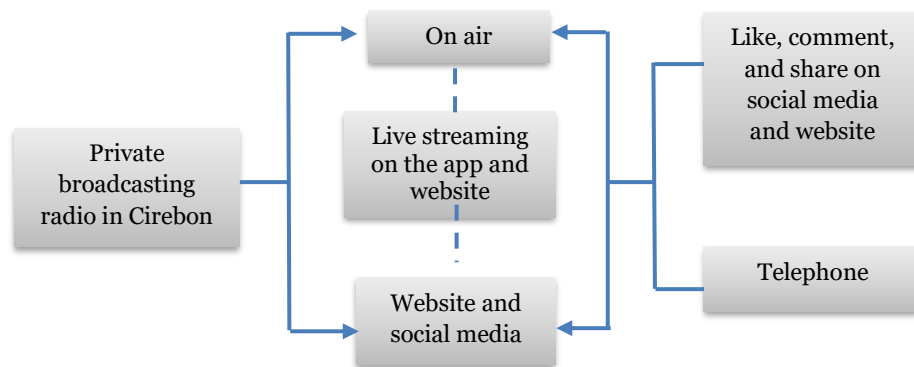 Private
broadcasting
radio in Cirebon
On air
Live streaming
on the app and
website
Website and
social media
Like, comment,
and share on
social media
and website
Telephone